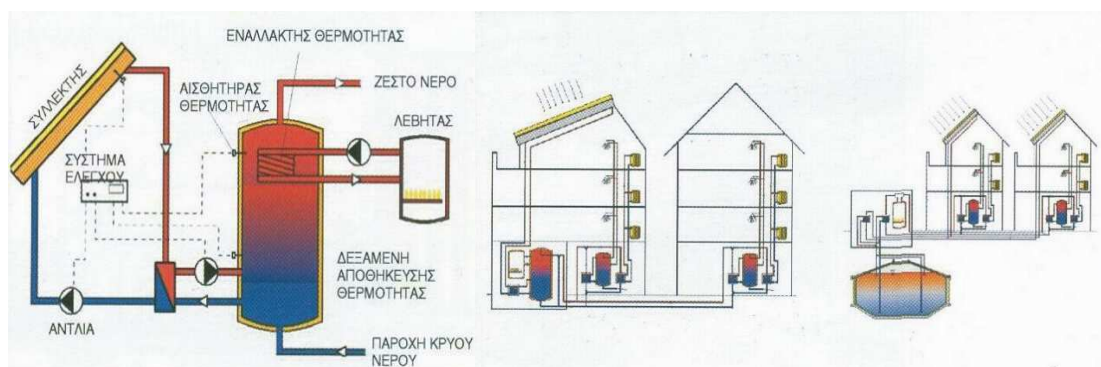 ΕΝΑΛΛΑΚΤΗΣ ΘΕΡΜΟΤΗΤΑΣ
ΑΙΣΘΗΤΗΡΑΣ
ΘΕΡΜΟΤΗΤΑΣ
ΖΕΣΤΟ ΝΕΡΟ
ΣΥΛΛΕΚΤΗΣ
ΛΕΒΗΤΑΣ
ΣΥΣΤΗΜΑ
ΕΛΕΓΧΟΥ
ΔΕΞΑΜΕΝΗ
ΑΠΟΘΗΚΕΥΣΗΣ
ΘΕΡΜΟΤΗΤΑΣ
ΑΝΤΛΙΑ
ΠΑΡΟΧΗ ΚΡΥΟΥ
ΝΕΡΟΥ